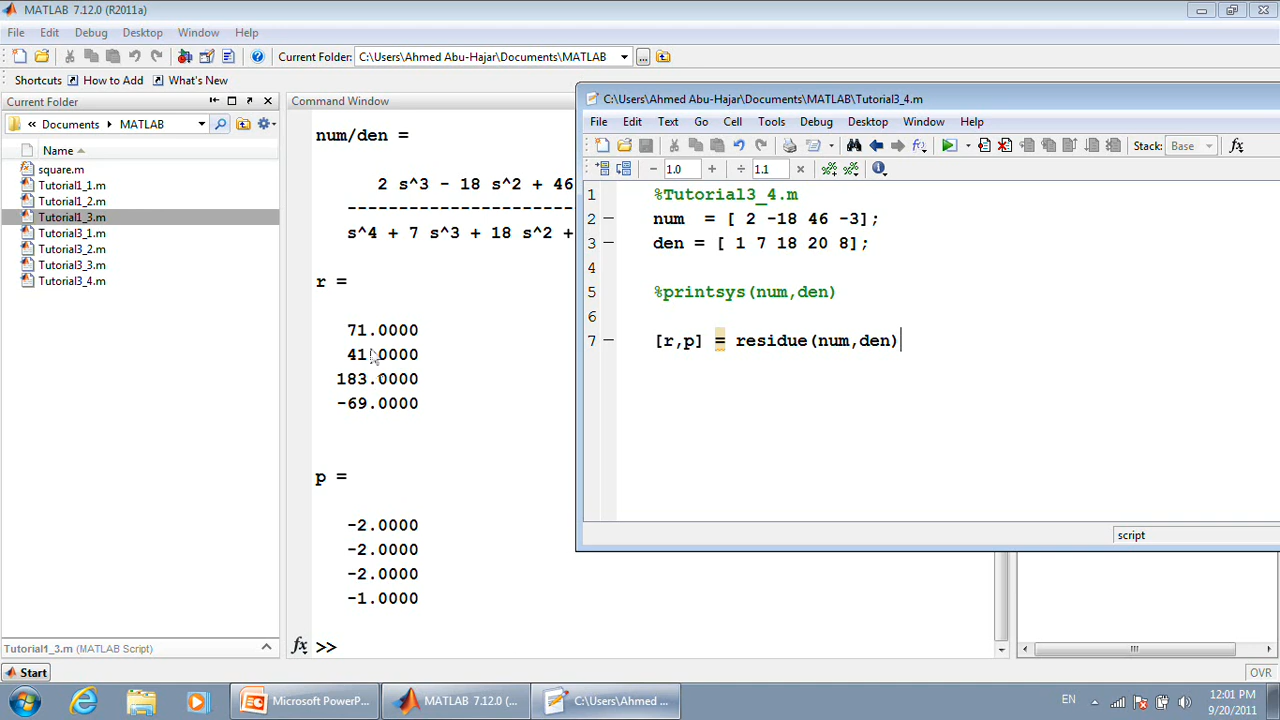 MATLAB 7.12.0 (R2011a)
File Edit Debug Desktop Window Help
Current Folder: C:\Users\Ahmed Abu-Hajar\Documents\MATLAB
Shortcuts How to Add What's New
Current Folder
« Documents ▸ MATLAB
Name
square.m
Tutorial1_1.m
Tutorial1_2.m
Tutorial1_3.m
Tutorial3_1.m
Tutorial3_2.m
Tutorial3_3.m
Tutorial3_4.m
Tutorial1_3.m (MATLAB Script)
Command Window
num/den =
2 s^3 - 18 s^2 + 46
-----------------------
s^4 + 7 s^3 + 18 s^2 +
r =
71.0000
41.0000
183.0000
-69.0000
p =
-2.0000
-2.0000
-2.0000
-1.0000
fx >>
C:\Users\Ahmed Abu-Hajar\Documents\MATLAB\Tutorial3_4.m
File Edit Text Go Cell Tools Debug Desktop Window Help
Stack: Base fx
− 1.0 + ÷ 1.1 ×
1 %Tutorial3_4.m
2 num = [ 2 -18 46 -3];
3 den = [ 1 7 18 20 8];
4
5 %printsys(num,den)
6
7 [r,p] = residue(num,den)
script
Start
OVR
Microsoft PowerP...
MATLAB 7.12.0 (...
C:\Users\Ahmed ...
EN
12:01 PM
9/20/2011